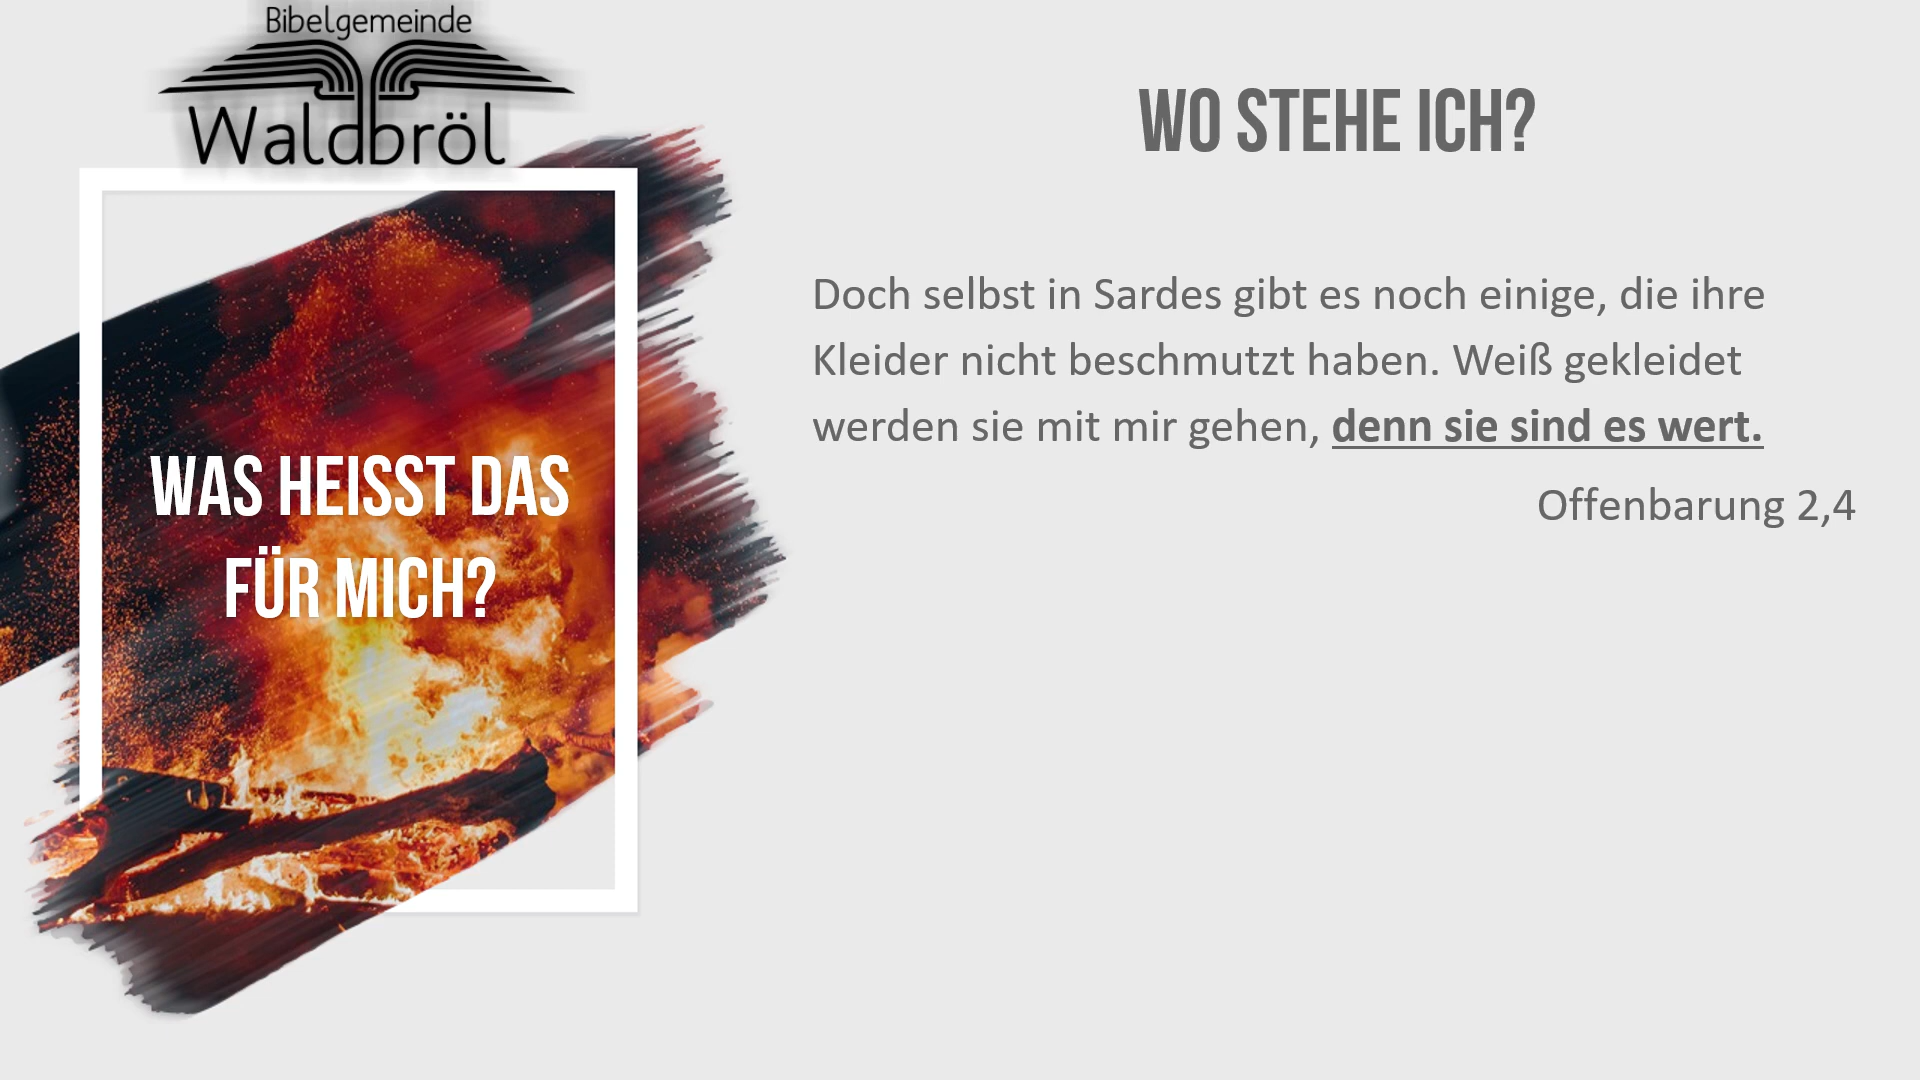 Bibelgemeinde
Waldbröl
WAS HEISST DAS
FÜR MICH?
WO STEHE ICH?
Doch selbst in Sardes gibt es noch einige, die ihre
Kleider nicht beschmutzt haben. Weiß gekleidet
werden sie mit mir gehen, denn sie sind es wert.
Offenbarung 2,4